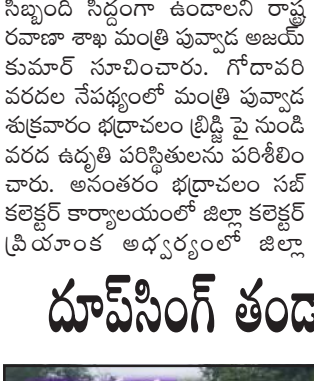 సిబ్బంది సిద్దంగా ఉండాలని రాష్ట్ర
రవాణా శాఖ మంత్రి పువ్వాడ అజయ్
కుమార్ సూచించారు. గోదావరి
వరదల నేపథ్యంలో మంత్రి పువ్వాడ
శుక్రవారం భద్రాచలం బ్రిడ్జి పై నుండి
వరద ఉదృతి పరిస్థితులను పరిశీలిం
చారు. అనంతరం భద్రాచలం సబ్
కలెక్టర్ కార్యాలయంలో జిల్లా కలెక్టర్
ప్రియాంక అధ్వర్యంలో జిల్లా
దూప్‌సింగ్ తండ